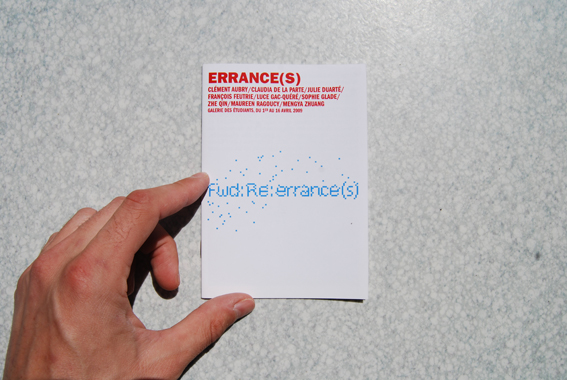 ERRANCE(S)
CLÉMENT AUBRY/CLAUDIA DE LA PARTE/JULIE DUARTÉ/
FRANÇOIS FEUTRIE/LUCE GAC-QUÉRÉ/SOPHIE GLADE/
ZHE QIN/MAUREEN RAGOUCY/MENGYA ZHUANG
GALERIE DES ÉTUDIANTS, DU 1ER AU 16 AVRIL 2009
Fwd:Re:errance(s)